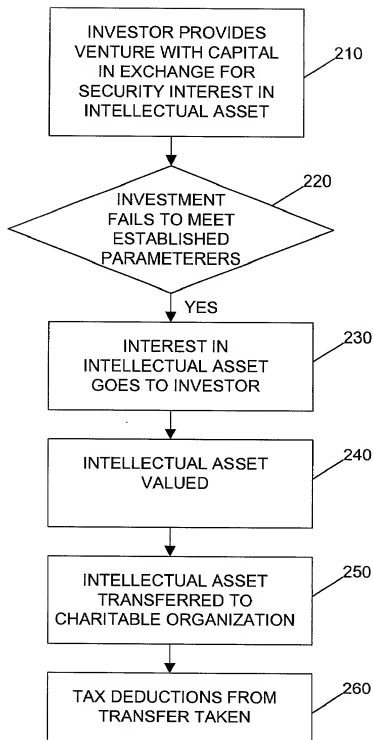 INVESTOR PROVIDES
VENTURE WITH CAPITAL
IN EXCHANGE FOR
SECURITY INTEREST IN
INTELLECTUAL ASSET
210
220
INVESTMENT
FAILS TO MEET
ESTABLISHED
PARAMETERERS
YES
230
INTEREST IN
INTELLECTUAL ASSET
GOES TO INVESTOR
240
INTELLECTUAL ASSET
VALUED
250
INTELLECTUAL ASSET
TRANSFERRED TO
CHARITABLE ORGANIZATION
260
TAX DEDUCTIONS FROM
TRANSFER TAKEN